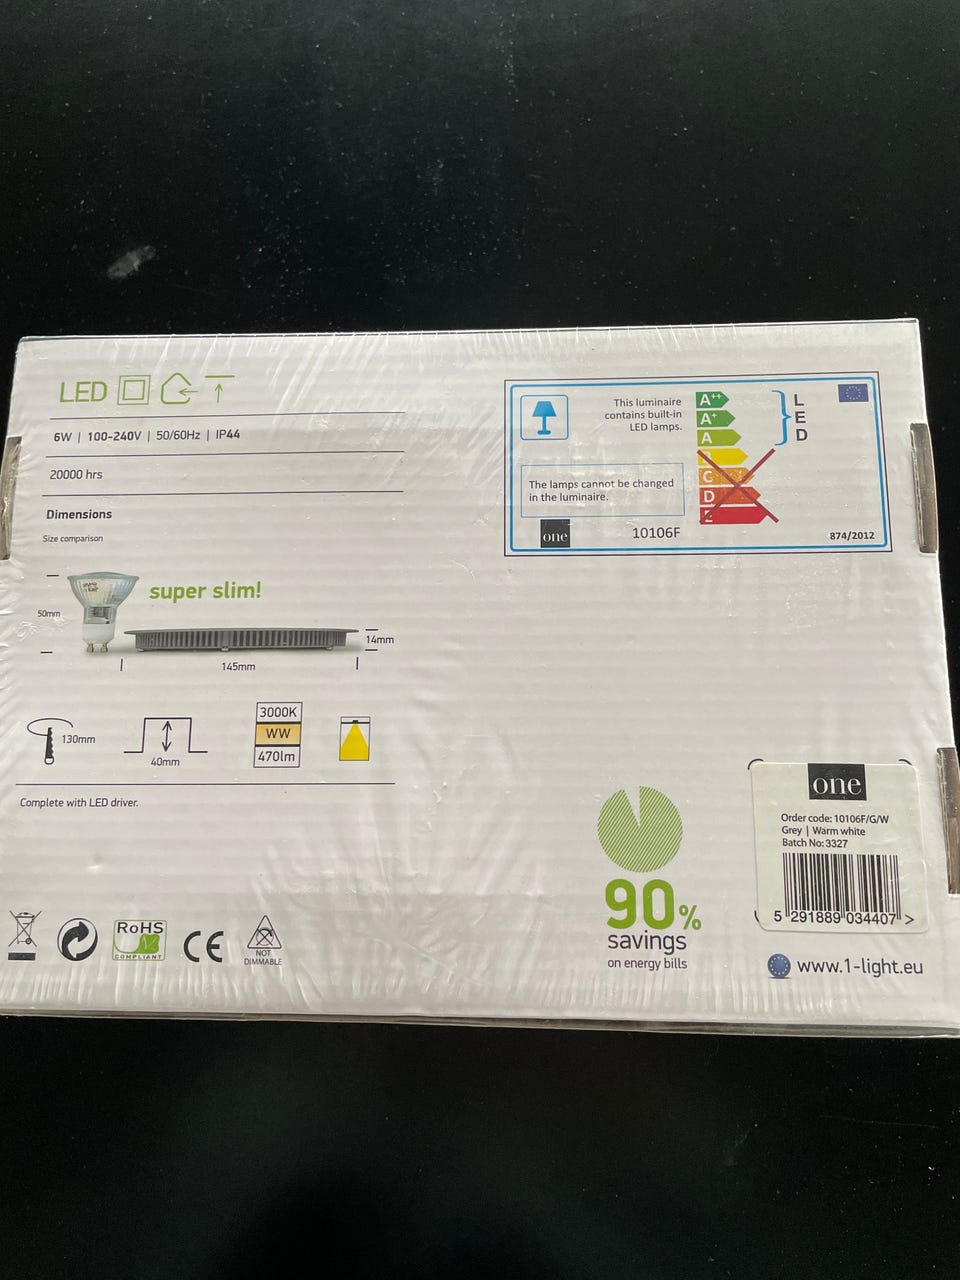 LED
6W | 100-240V | 50/60Hz | IP44
20000 hrs
Dimensions
Size comparison
super slim!
50mm
14mm
145mm
130mm
40mm
3000K
WW
470lm
Complete with LED driver.
RoHS
COMPLIANT
CE
NOT
DIMMABLE
This luminaire
contains built-in
LED lamps.
A++
A+
A
C
D
E
L
E
D
The lamps cannot be changed
in the luminaire.
one
10106F
874/2012
90%
savings
on energy bills
one
Order code: 10106F/G/W
Grey | Warm white
Batch No: 3327
5 291889 034407 >
www.1-light.eu